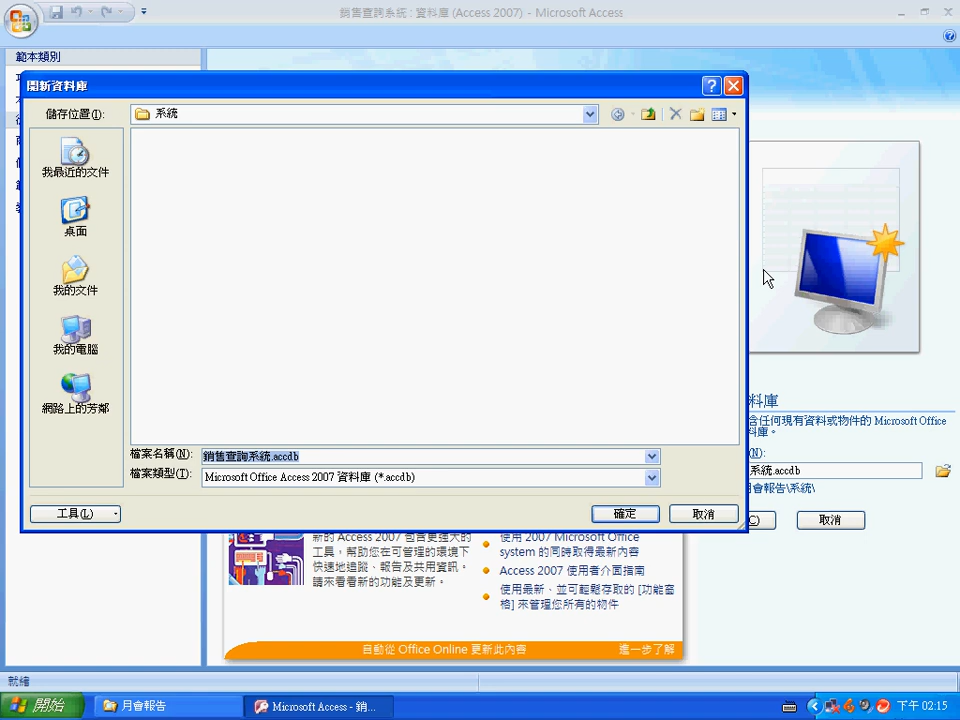 銷售查詢系統 : 資料庫 (Access 2007) - Microsoft Access
範本類別
開新資料庫
儲存位置(I):
系統
我最近的文件
桌面
我的文件
我的電腦
網路上的芳鄰
檔案名稱(N):
銷售查詢系統.accdb
檔案類型(T):
Microsoft Office Access 2007 資料庫 (*.accdb)
工具(L)
確定
取消
料庫
含任何現有資料或物件的 Microsoft Office
料庫。
(N):
系統.accdb
月會報告\系統\
(C)
取消
新的 Access 2007 包含更強大的
工具，幫助您在可管理的環境下
快速地追蹤、報告及共用資訊。
請來看看新的功能及更新。
使用 2007 Microsoft Office
system 的同時取得最新內容
Access 2007 使用者介面指南
使用最新、並可輕鬆存取的 [功能窗
格] 來管理您所有的物件
自動從 Office Online 更新此內容
進一步了解
就緒
開始
月會報告
Microsoft Access - 銷...
下午 02:15